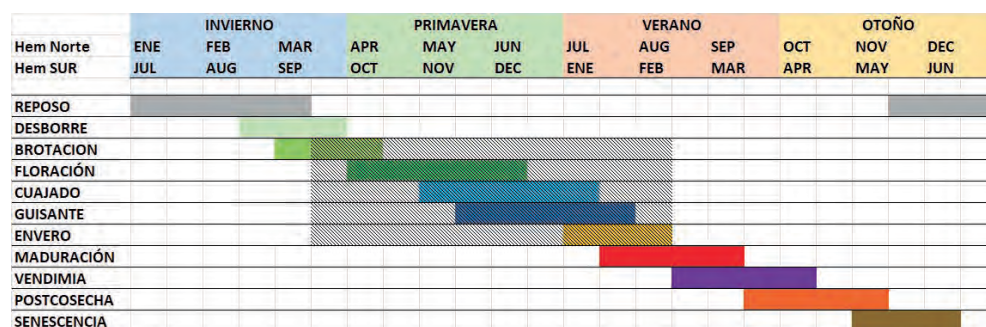 INVIERNO PRIMAVERA VERANO OTOÑO
Hem Norte ENE FEB MAR APR MAY JUN JUL AUG SEP OCT NOV DEC
Hem SUR JUL AUG SEP OCT NOV DEC ENE FEB MAR APR MAY JUN
REPOSO
DESBORRE
BROTACION
FLORACIÓN
CUAJADO
GUISANTE
ENVERO
MADURACIÓN
VENDIMIA
POSTCOSECHA
SENESCENCIA